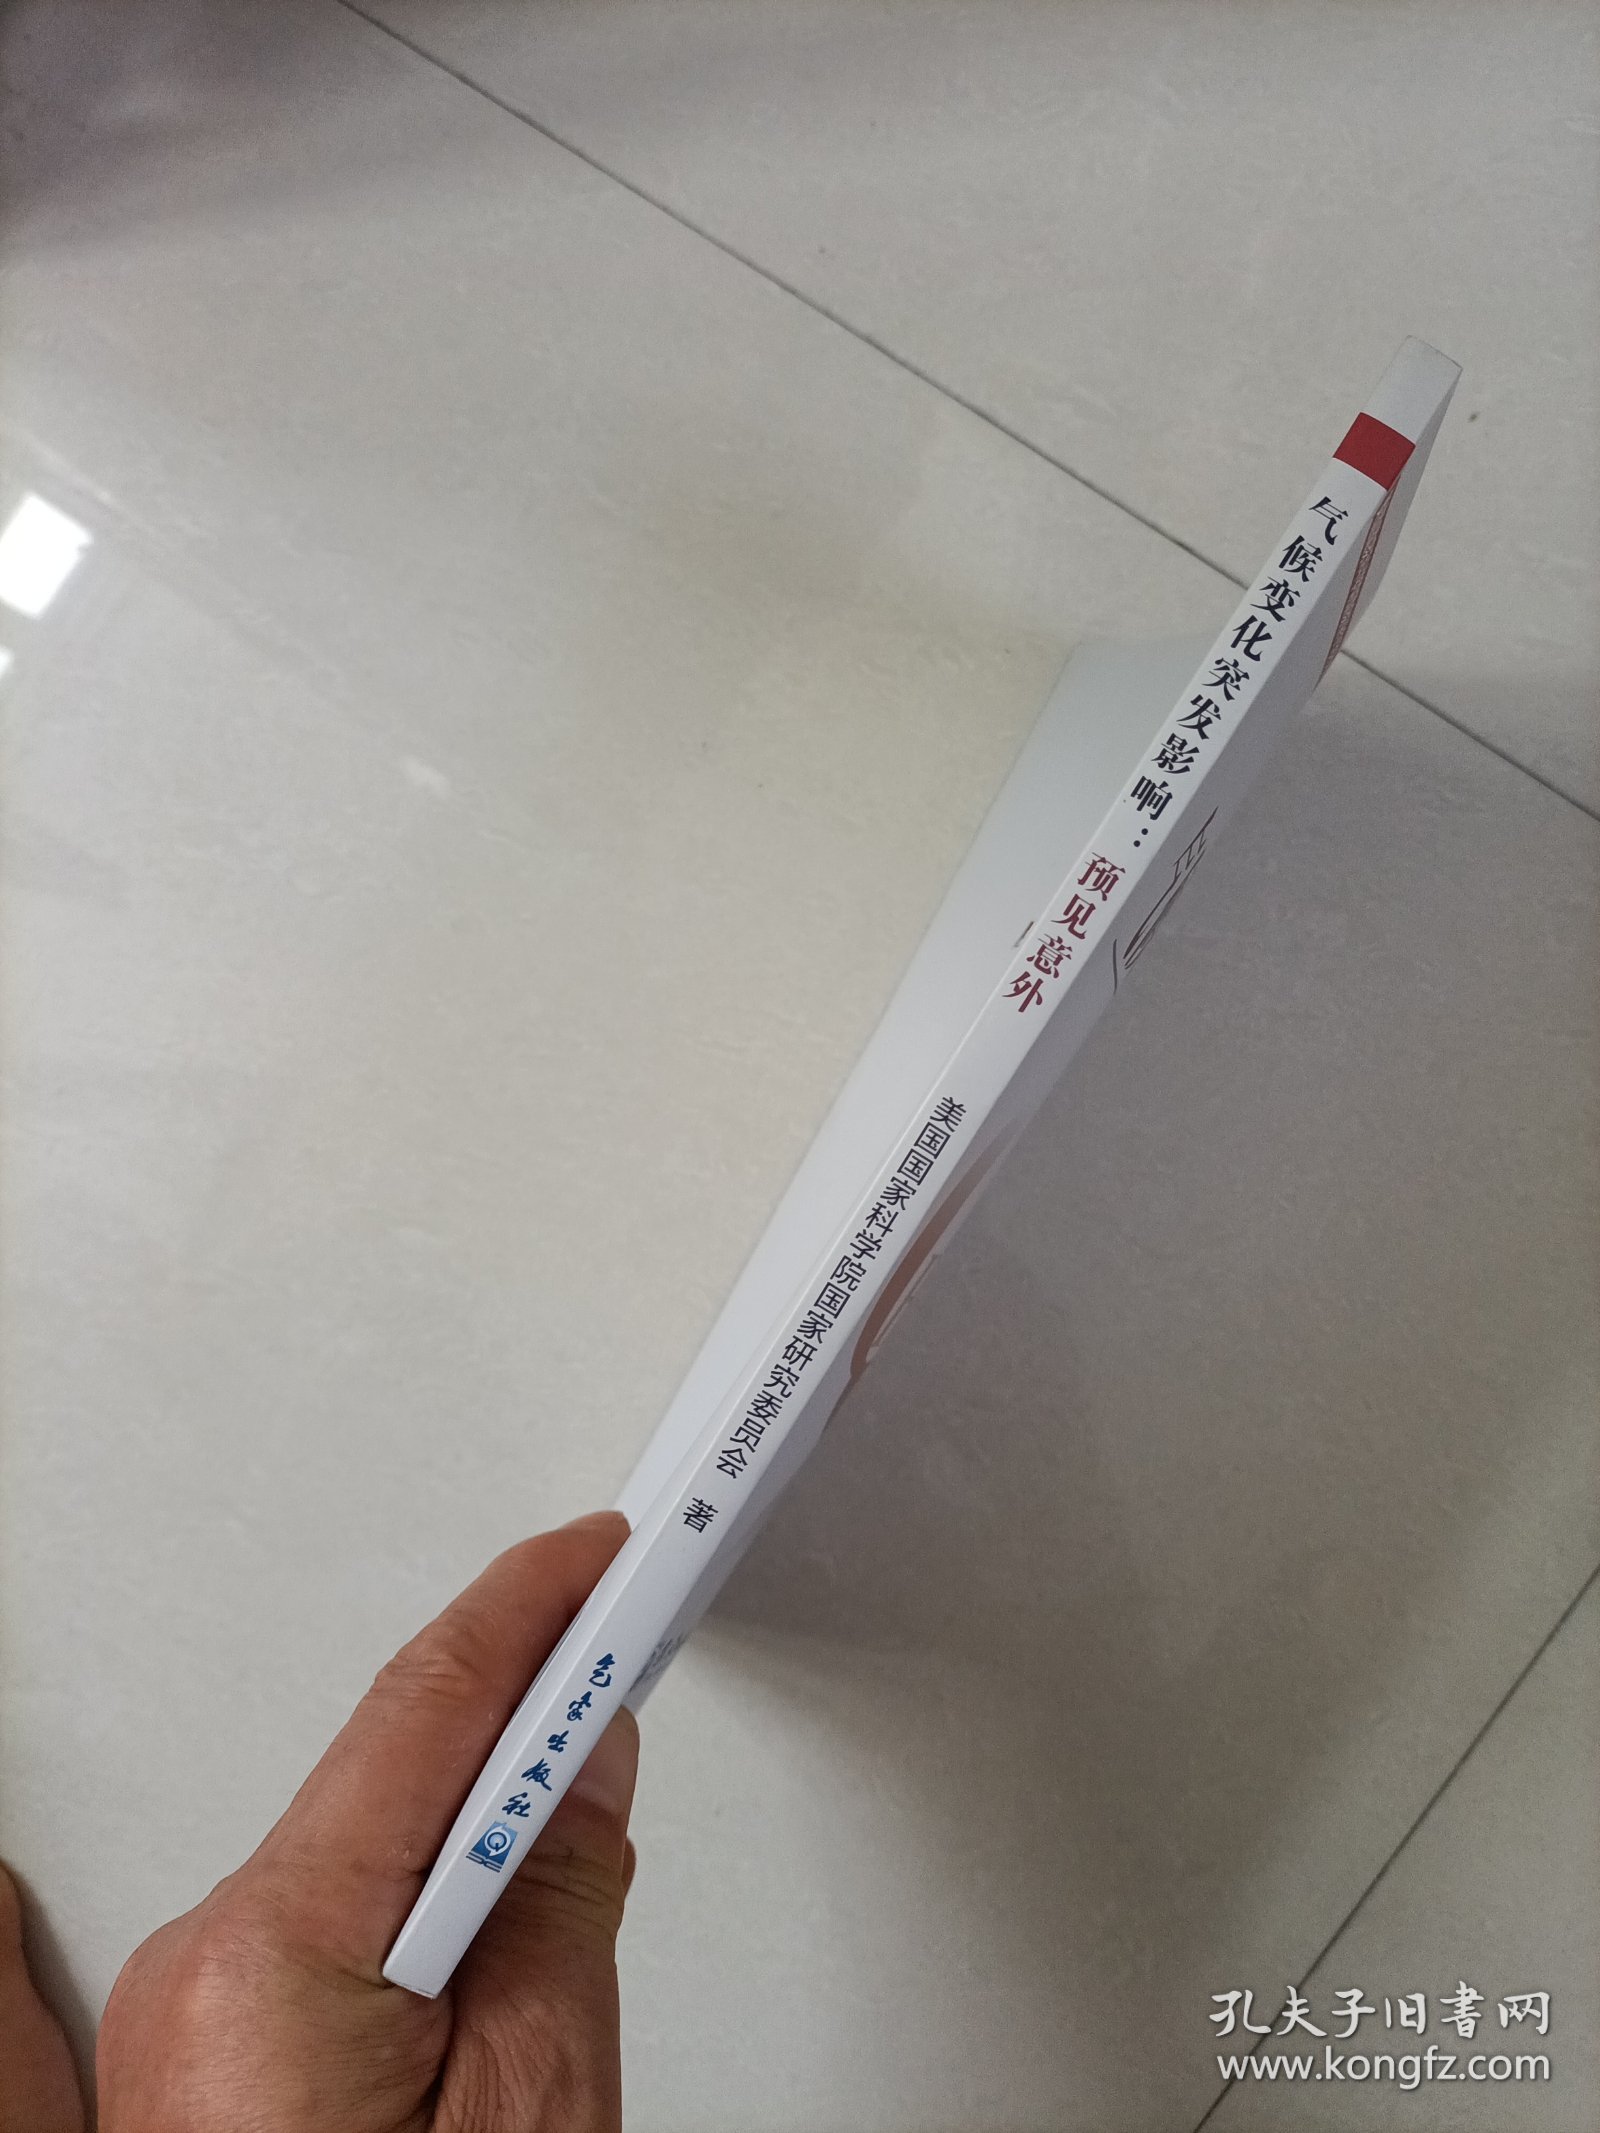 气候变化突发影响：预见意外
美国国家科学院国家研究委员会 著
气象出版社
孔夫子旧书网
www.kongfz.com